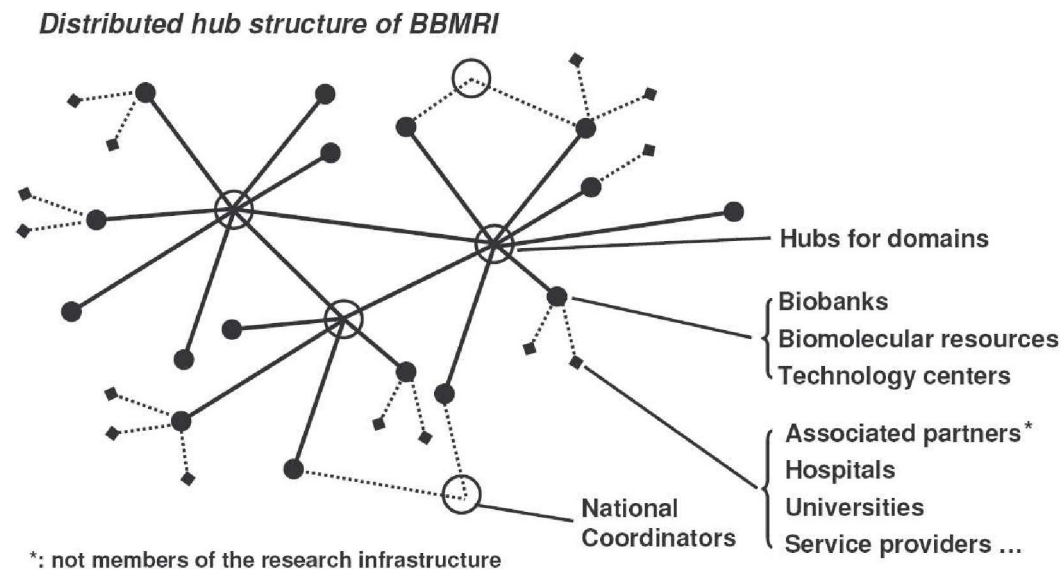 Distributed hub structure of BBMRI
Hubs for domains
Biobanks
Biomolecular resources
Technology centers
Associated partners*
Hospitals
Universities
Service providers ...
National
Coordinators
*: not members of the research infrastructure